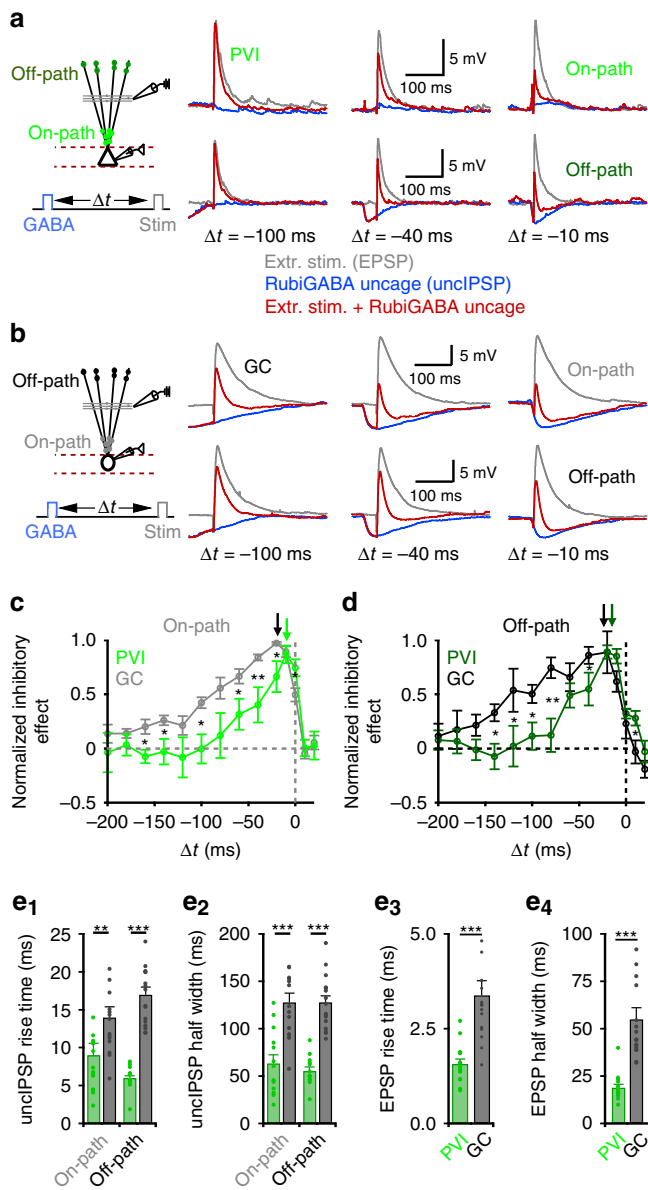 a
Off-path
On-path
Δt
GABA
Stim
PVI
5 mV
100 ms
5 mV
100 ms
On-path
Off-path
Δt = –100 ms
Δt = –40 ms
Δt = –10 ms
Extr. stim. (EPSP)
RubiGABA uncage (uncIPSP)
Extr. stim. + RubiGABA uncage
b
Off-path
On-path
Δt
GABA
Stim
GC
5 mV
100 ms
5 mV
100 ms
On-path
Off-path
Δt = –100 ms
Δt = –40 ms
Δt = –10 ms
c
On-path
PVI
GC
Normalized inhibitory
effect
1.0
0.5
0
–0.5
* * * * ** * *
–200 –150 –100 –50 0
Δt (ms)
d
Off-path
PVI
GC
Normalized inhibitory
effect
1.0
0.5
0
–0.5
* * * ** * *
–200 –150 –100 –50 0
Δt (ms)
e1
uncIPSP rise time (ms)
25
20
15
10
5
0
** ***
On-path Off-path
e2
uncIPSP half width (ms)
200
150
100
50
0
*** ***
On-path Off-path
e3
EPSP rise time (ms)
5.0
2.5
0.0
***
PVI GC
e4
EPSP half width (ms)
100
75
50
25
0
***
PVI GC